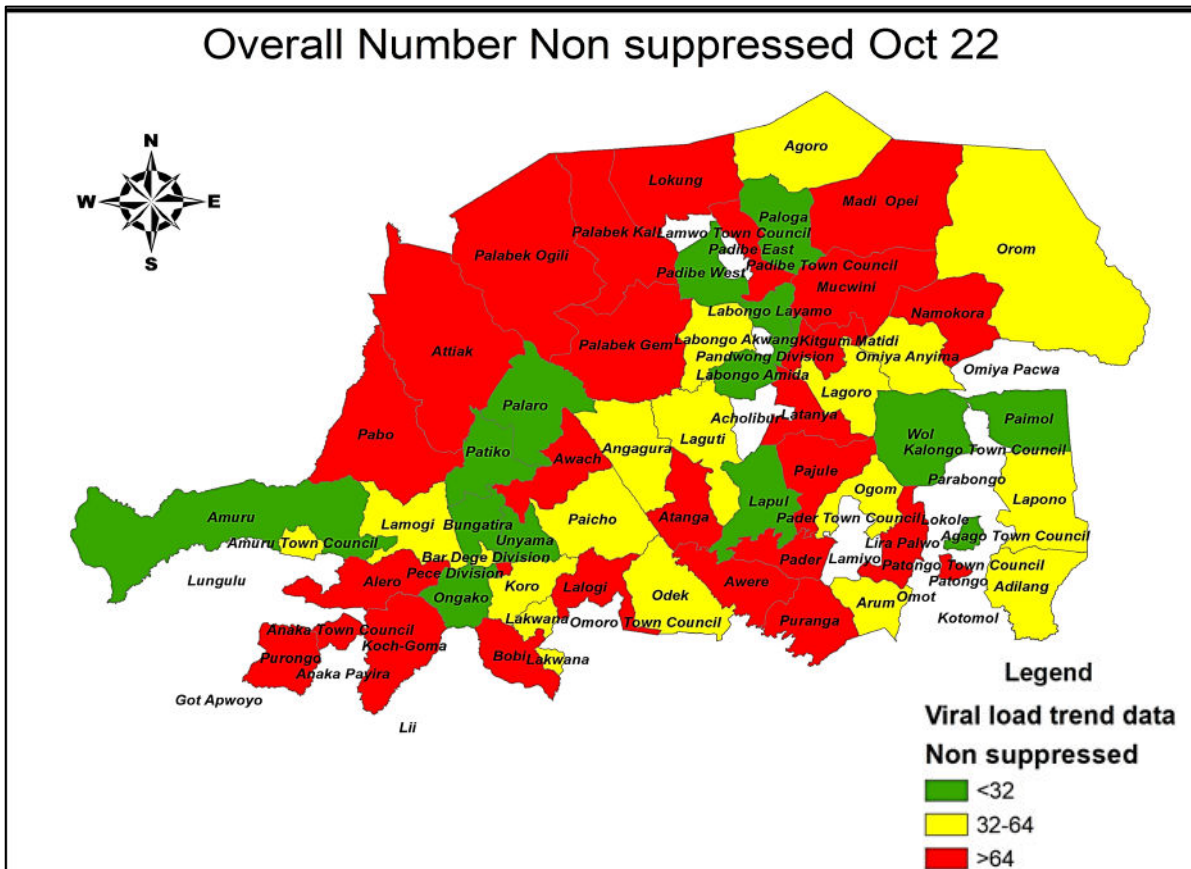 Overall Number Non suppressed Oct 22
N
W E
S
Agoro
Lokung
Madi Opei
Paloga
Palabek Kal
Lamwo Town Council
Orom
Palabek Ogili
Padibe East
Padibe West
Padibe Town Council
Mucwini
Labongo Layamo
Namokora
Attiak
Palabek Gem
Labongo Akwang
Kitgum Matidi
Pandwong Division
Omiya Anyima
Labongo Amida
Omiya Pacwa
Lagoro
Palaro
Acholibur
Latanya
Paimol
Pabo
Angagura
Laguti
Wol
Patiko
Kalongo Town Council
Awach
Pajule
Parabongo
Ogom
Lapul
Lapono
Amuru
Lamogi
Bungatira
Paicho
Atanga
Pader Town Council
Lokole
Amuru Town Council
Unyama
Agago Town Council
Lira Palwo
Bar Dege Division
Pader
Lamiyo
Patongo Town Council
Lungulu
Pece Division
Alero
Koro
Lalogi
Awere
Patongo
Adilang
Ongako
Odek
Arum
Omot
Lakwana
Omoro Town Council
Puranga
Kotomol
Anaka Town Council
Koch-Goma
Purongo
Bobi
Lakwana
Anaka Payira
Got Apwoyo
Lii
Legend
Viral load trend data
Non suppressed
<32
32-64
>64